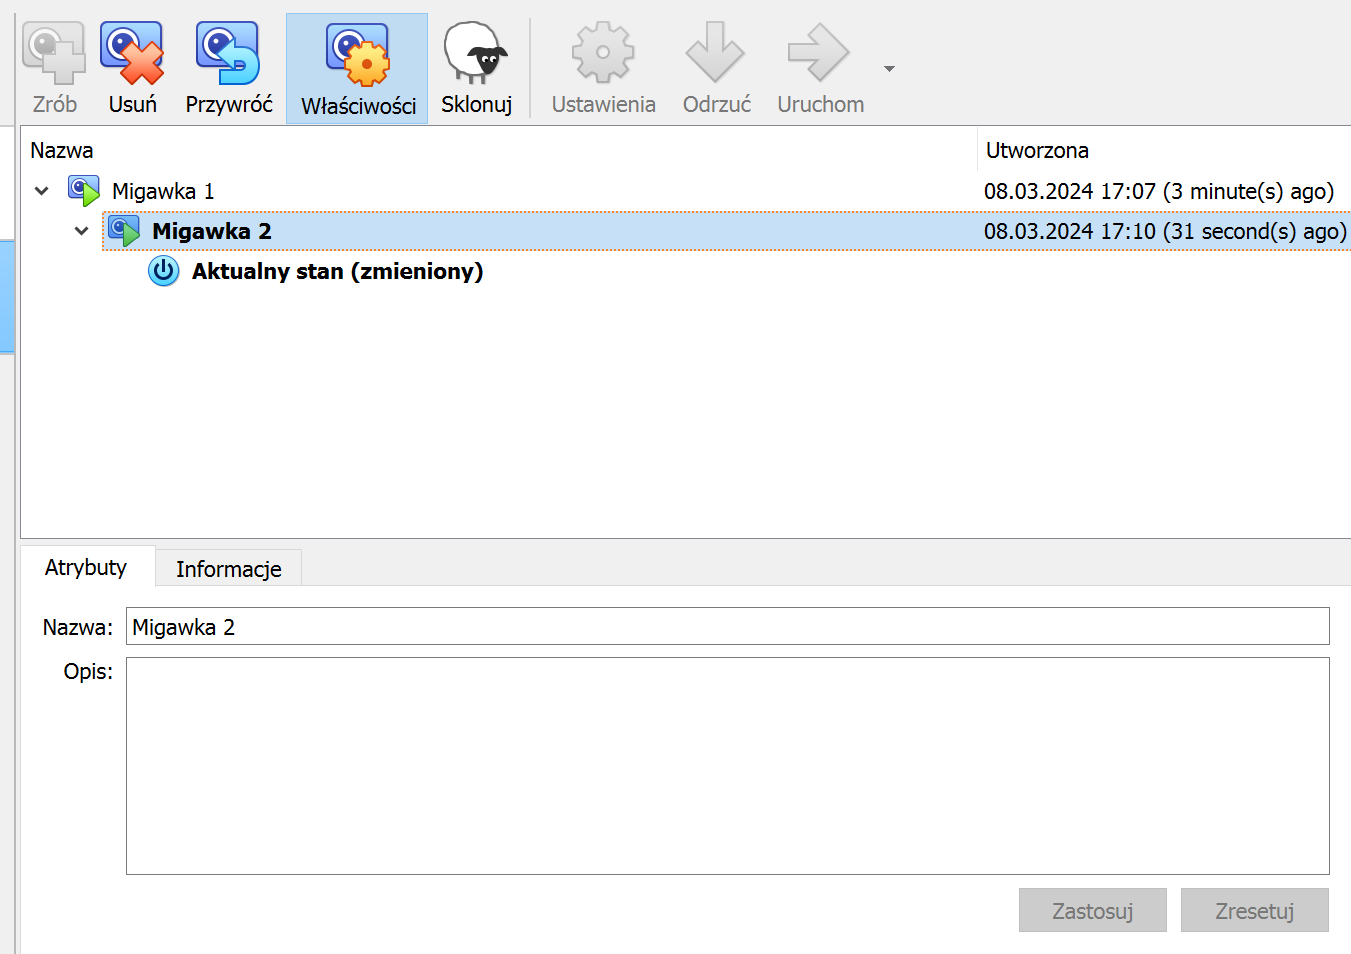 Zrób Usuń Przywróć Właściwości Sklonuj Ustawienia Odrzuć Uruchom
Nazwa Utworzona
Migawka 1 08.03.2024 17:07 (3 minute(s) ago)
Migawka 2 08.03.2024 17:10 (31 second(s) ago)
Aktualny stan (zmieniony)
Atrybuty Informacje
Nazwa: Migawka 2
Opis:
Zastosuj Zresetuj